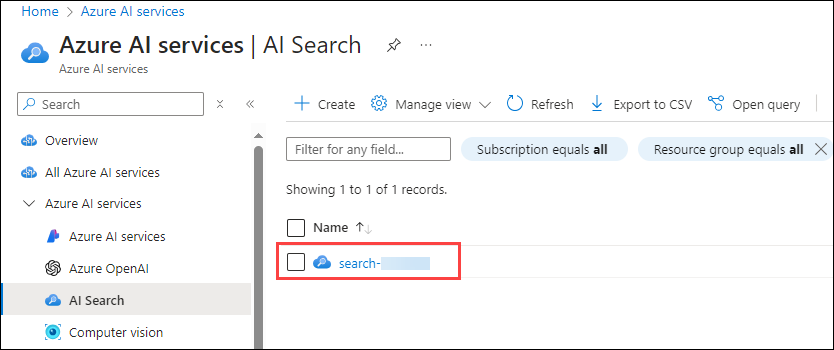 Home > Azure AI services >
Azure AI services | AI Search
Azure AI services
Search
Overview
All Azure AI services
Azure AI services
Azure AI services
Azure OpenAI
AI Search
Computer vision
Create Manage view Refresh Export to CSV Open query
Filter for any field... Subscription equals all Resource group equals all
Showing 1 to 1 of 1 records.
Name
search-